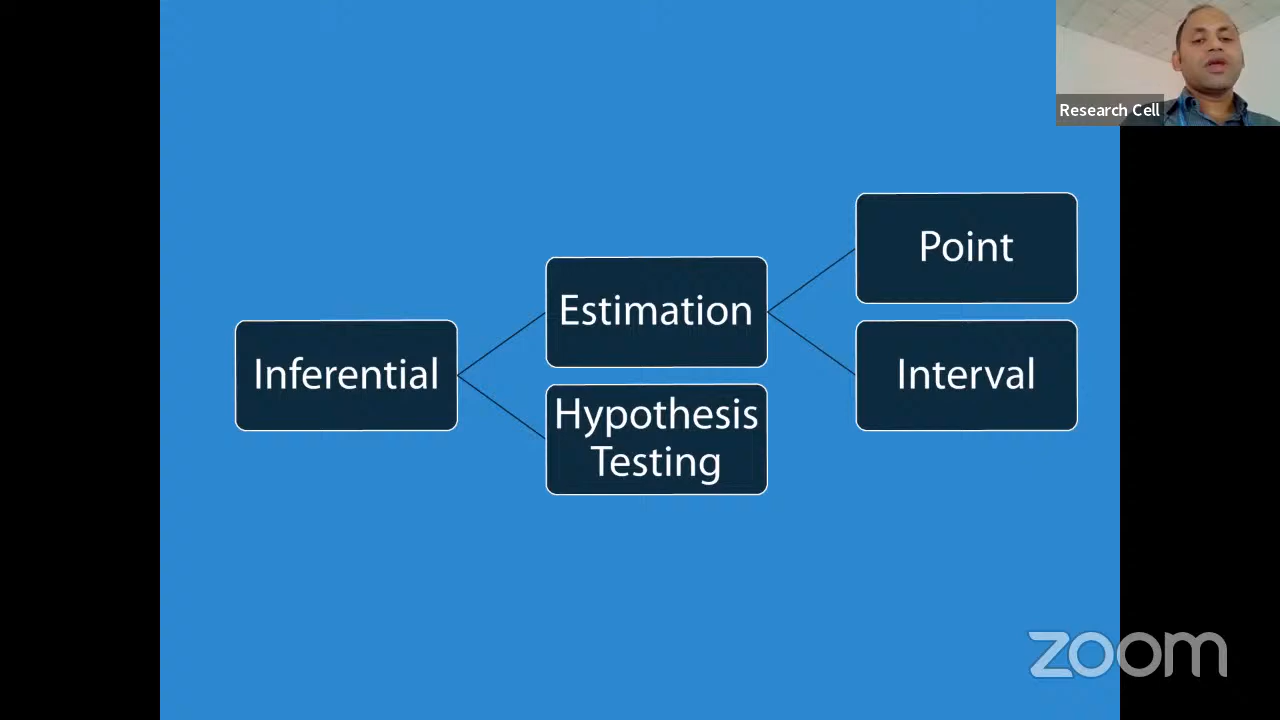 Research Cell
Point
Estimation
Inferential
Interval
Hypothesis
Testing
zoom